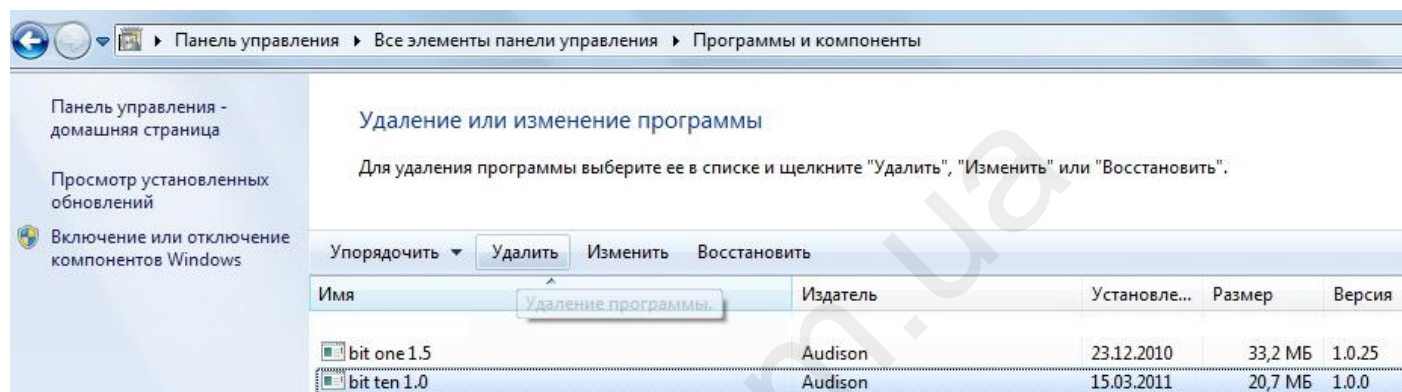 Панель управления ▸ Все элементы панели управления ▸ Программы и компоненты
Панель управления -
домашняя страница
Просмотр установленных
обновлений
Включение или отключение
компонентов Windows
Удаление или изменение программы
Для удаления программы выберите ее в списке и щелкните "Удалить", "Изменить" или "Восстановить".
Упорядочить Удалить Изменить Восстановить
Имя Издатель Установле... Размер Версия
Удаление программы.
bit one 1.5 Audison 23.12.2010 33,2 МБ 1.0.25
bit ten 1.0 Audison 15.03.2011 20,7 МБ 1.0.0
m.ua